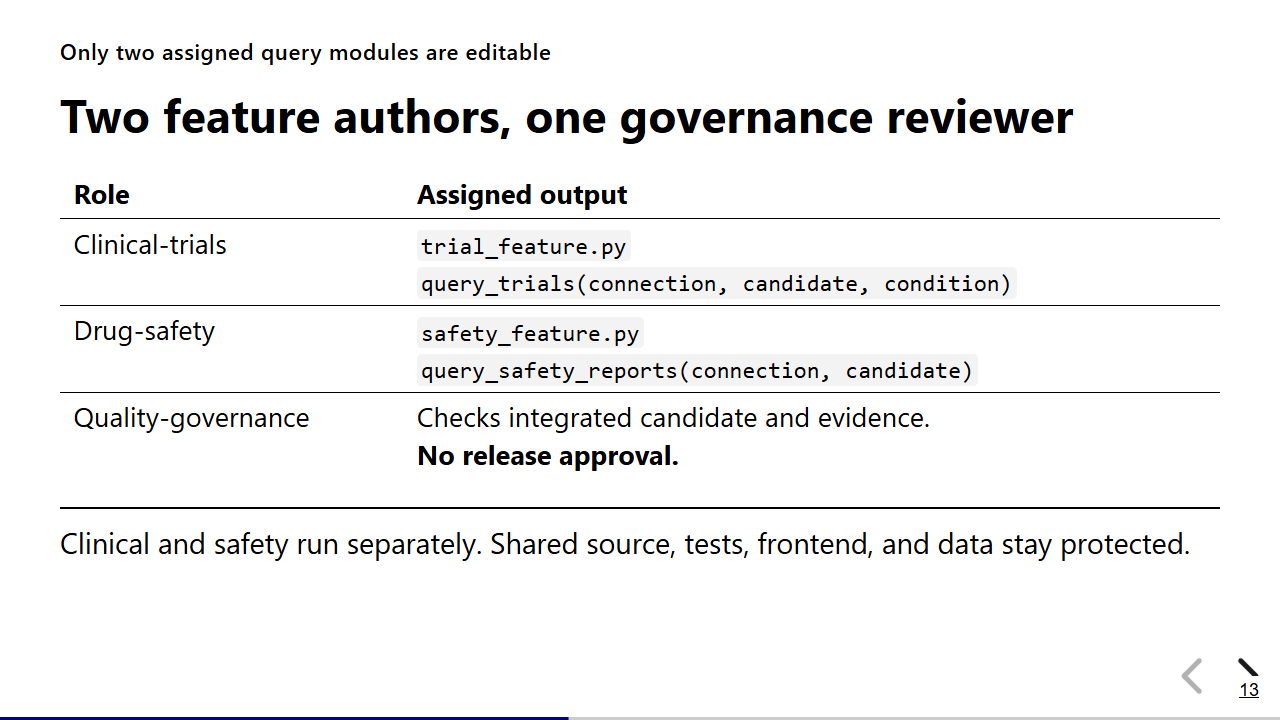 Only two assigned query modules are editable
Two feature authors, one governance reviewer
Role Assigned output
Clinical-trials trial_feature.py
query_trials(connection, candidate, condition)
Drug-safety safety_feature.py
query_safety_reports(connection, candidate)
Quality-governance Checks integrated candidate and evidence.
No release approval.
Clinical and safety run separately. Shared source, tests, frontend, and data stay protected.
13